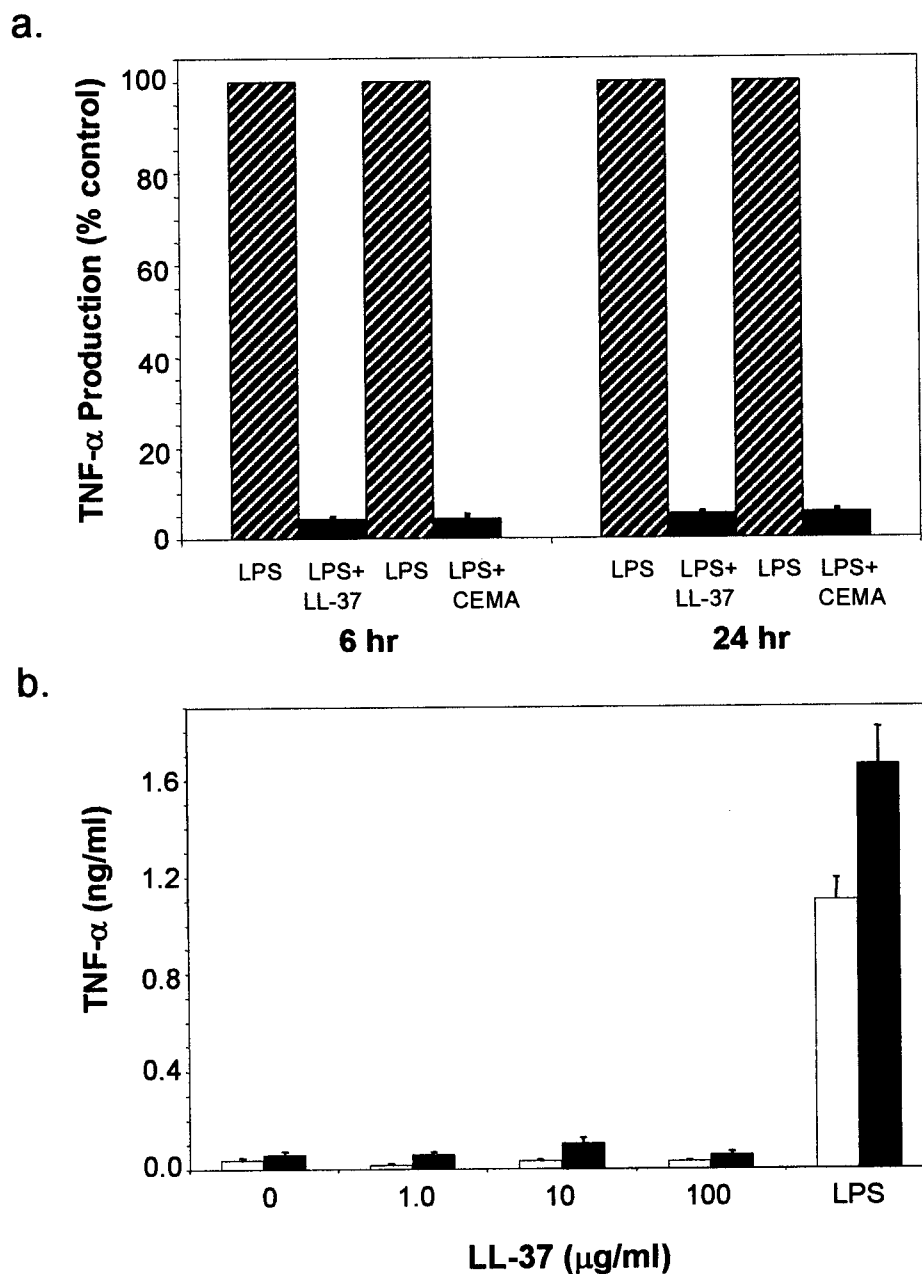 a.
TNF-α Production (% control)
100
80
60
40
20
0
LPS LPS+ LPS LPS+ LPS LPS+ LPS LPS+
LL-37 CEMA LL-37 CEMA
6 hr 24 hr
b.
TNF-α (ng/ml)
1.6
1.2
0.8
0.4
0.0
0 1.0 10 100 LPS
LL-37 (μg/ml)